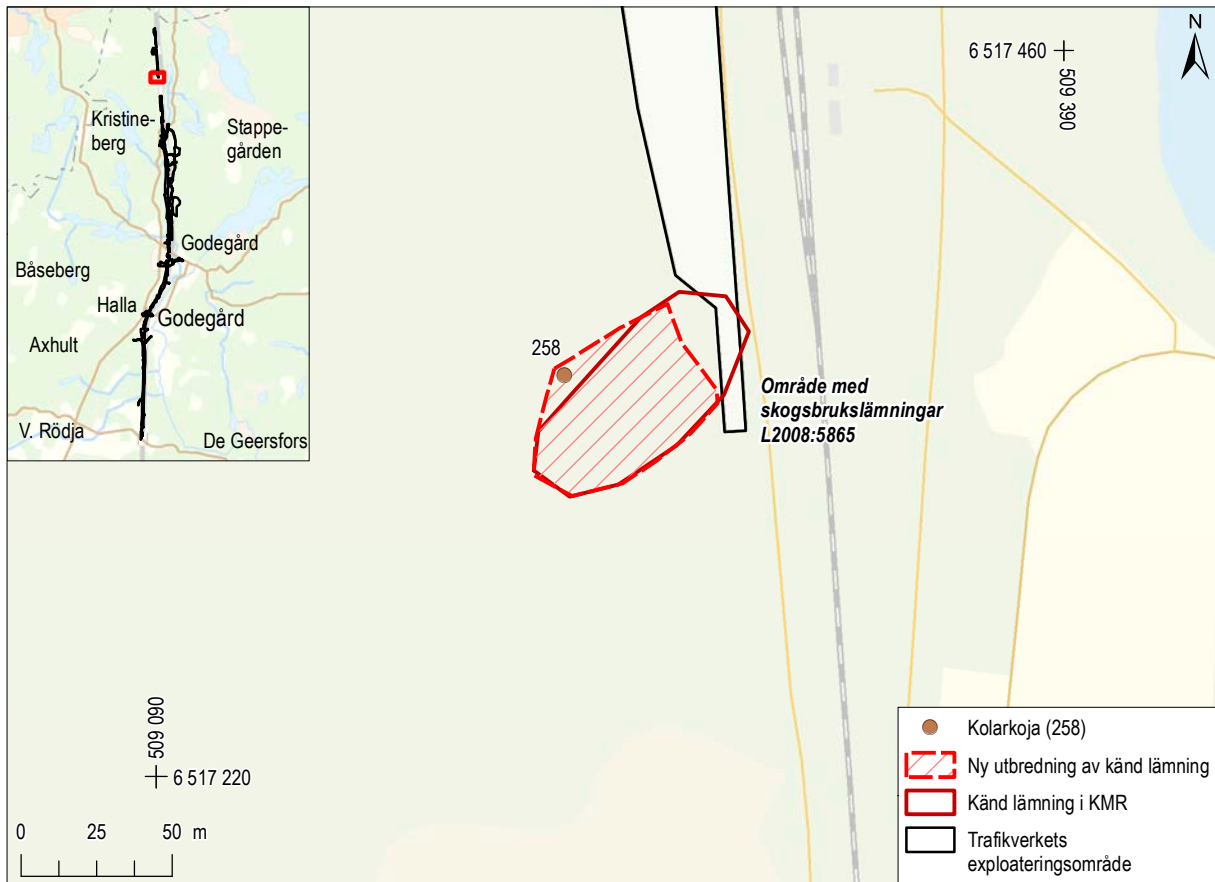 Kristine-
berg
Stappe-
gården
Godegård
Båseberg
Halla
Godegård
Axhult
V. Rödja
De Geersfors
6 517 460
509 390
N
258
Område med
skogsbrukslämningar
L2008:5865
509 090
6 517 220
0 25 50 m
Kolarkoja (258)
Ny utbredning av känd lämning
Känd lämning i KMR
Trafikverkets
exploateringsområde